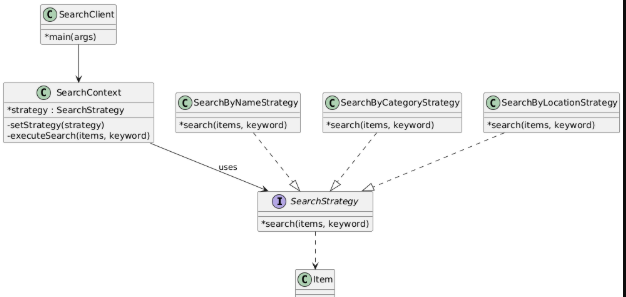 C SearchClient
*main(args)
C SearchContext
*strategy : SearchStrategy
-setStrategy(strategy)
-executeSearch(items, keyword)
C SearchByNameStrategy
*search(items, keyword)
C SearchByCategoryStrategy
*search(items, keyword)
C SearchByLocationStrategy
*search(items, keyword)
uses
I SearchStrategy
*search(items, keyword)
C Item